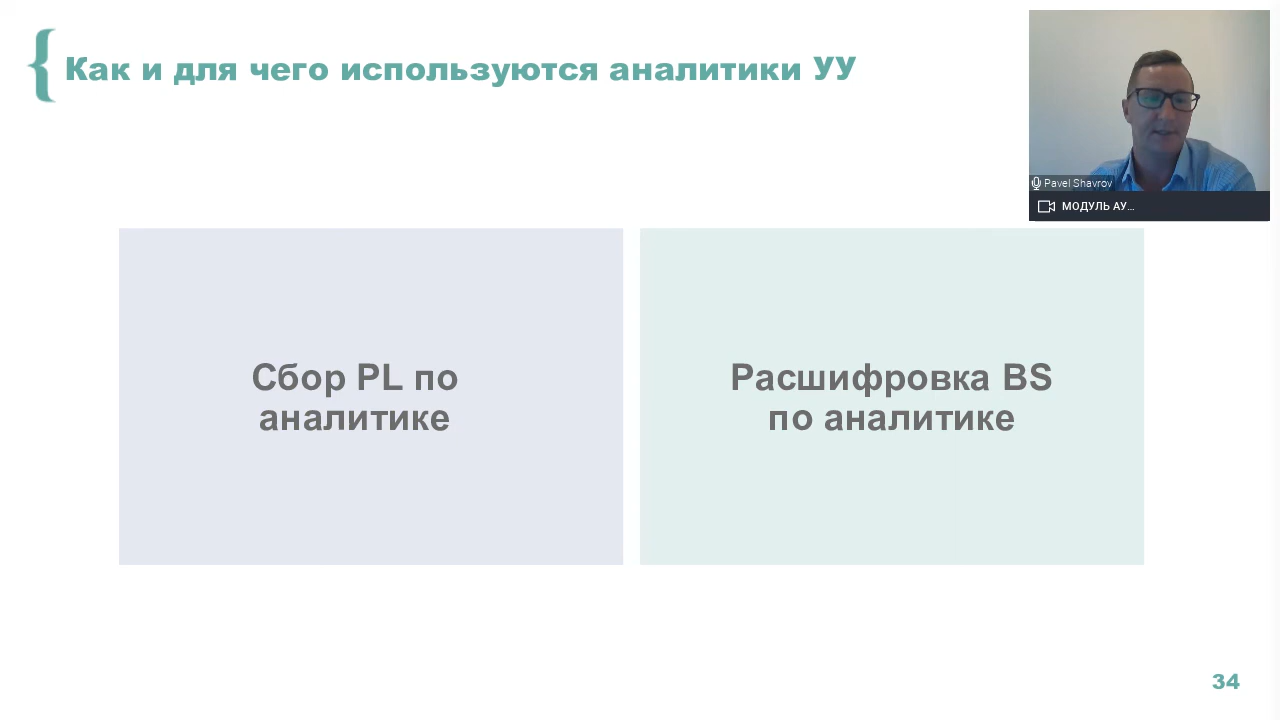 Как и для чего используются аналитики УУ
Pavel Shavrov
МОДУЛЬ АУ...
Сбор PL по
аналитике
Расшифровка BS
по аналитике
34